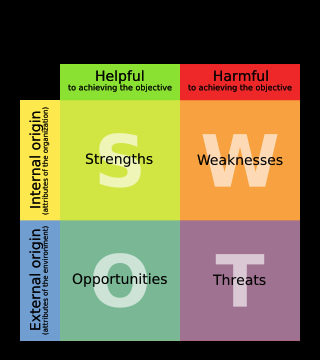 Helpful
to achieving the objective
Harmful
to achieving the objective
Internal origin
(attributes of the organization)
S
Strengths
W
Weaknesses
External origin
(attributes of the environment)
O
Opportunities
T
Threats